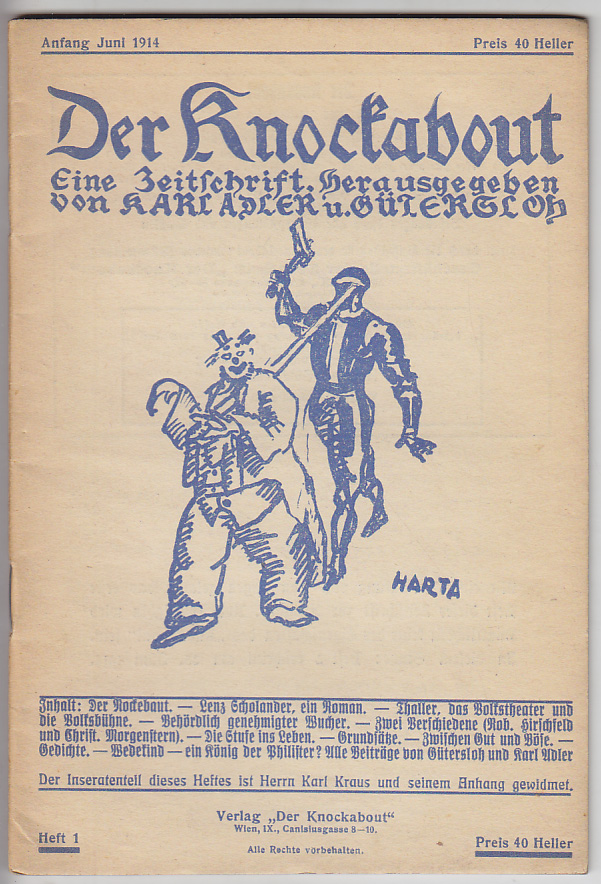 Anfang Juni 1914 Preis 40 Heller
Der Knockabout
Eine Zeitschrift. Herausgegeben
von KARL ADLER u. GÜTERSLOH
HARTA
Inhalt: Der Nockebaut. — Lenz Scholander, ein Roman. — Thaller, das Volkstheater und
die Volksbühne. — Behördlich genehmigter Wucher. — Zwei Verschiedene (Rob. Hirschfeld
und Christ. Morgenstern). — Die Stufe ins Leben. — Grundsätze. — Zwischen Gut und Böse. —
Gedichte. — Wedekind — ein König der Philister? Alle Beiträge von Gütersloh und Karl Adler
Der Inseratenteil dieses Heftes ist Herrn Karl Kraus und seinem Anhang gewidmet.
Verlag „Der Knockabout“
Wien, IX., Canisiusgasse 8—10.
Heft 1 Preis 40 Heller
Alle Rechte vorbehalten.